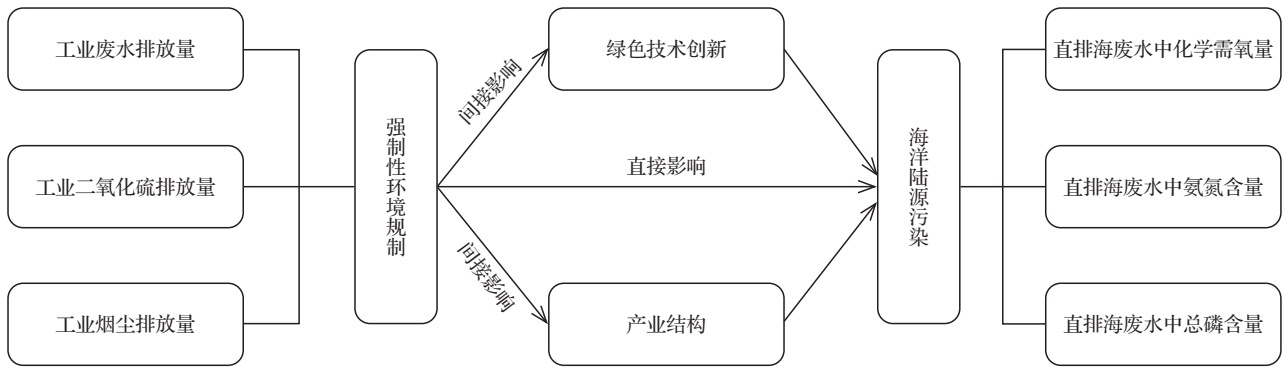 工业废水排放量
工业二氧化硫排放量
工业烟尘排放量
强制性环境规制
间接影响
直接影响
间接影响
绿色技术创新
产业结构
海洋陆源污染
直排海废水中化学需氧量
直排海废水中氨氮含量
直排海废水中总磷含量